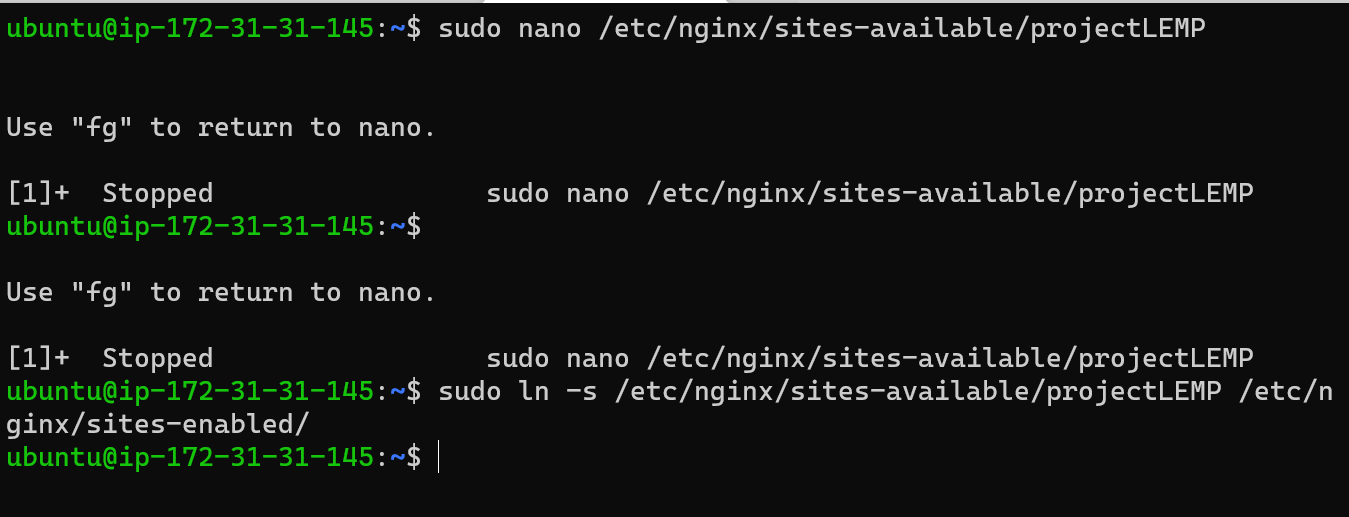 ubuntu@ip-172-31-31-145:~$ sudo nano /etc/nginx/sites-available/projectLEMP
Use "fg" to return to nano.
[1]+  Stopped                 sudo nano /etc/nginx/sites-available/projectLEMP
ubuntu@ip-172-31-31-145:~$
Use "fg" to return to nano.
[1]+  Stopped                 sudo nano /etc/nginx/sites-available/projectLEMP
ubuntu@ip-172-31-31-145:~$ sudo ln -s /etc/nginx/sites-available/projectLEMP /etc/n
ginx/sites-enabled/
ubuntu@ip-172-31-31-145:~$